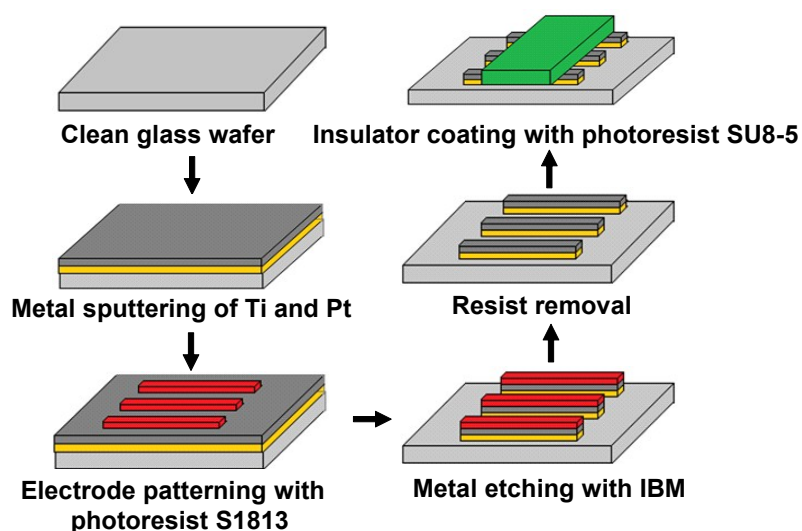 Clean glass wafer
Metal sputtering of Ti and Pt
Electrode patterning with
photoresist S1813
Metal etching with IBM
Resist removal
Insulator coating with photoresist SU8-5